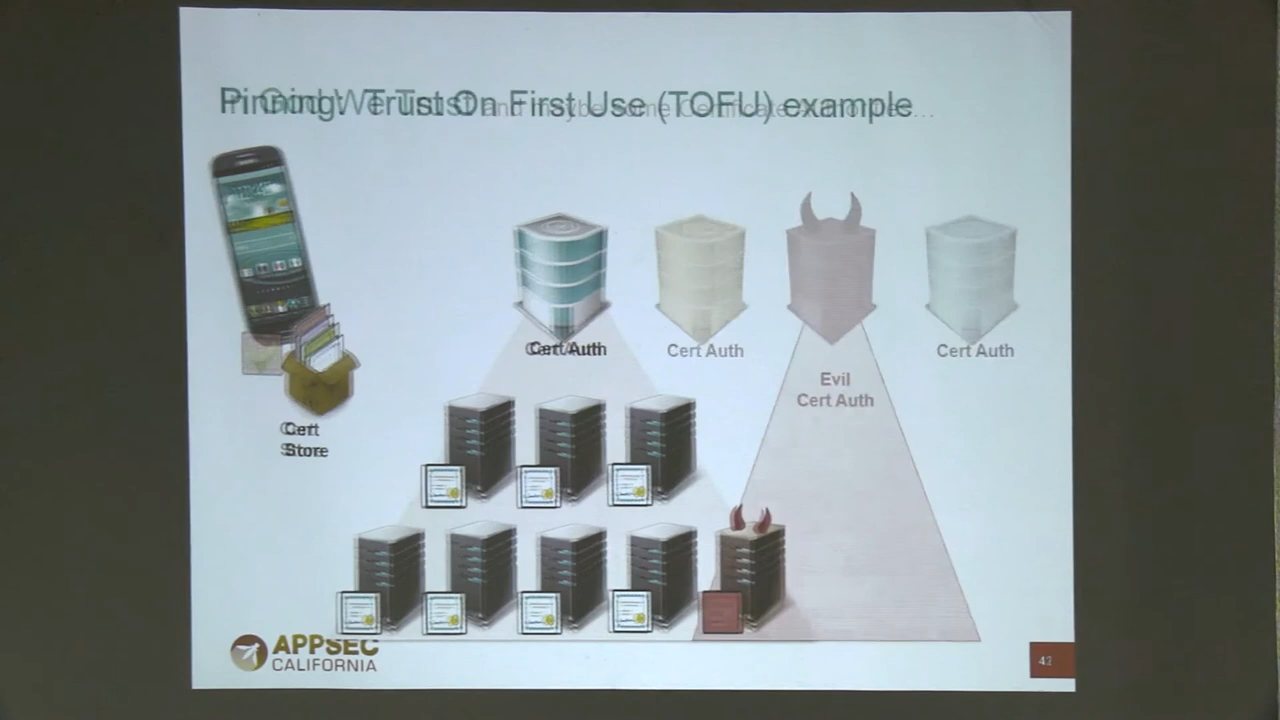 Pinning: Trust On First Use (TOFU) example
Cert Auth
Cert Auth
Cert Auth
Evil
Cert Auth
Cert
Store
APPSEC
CALIFORNIA